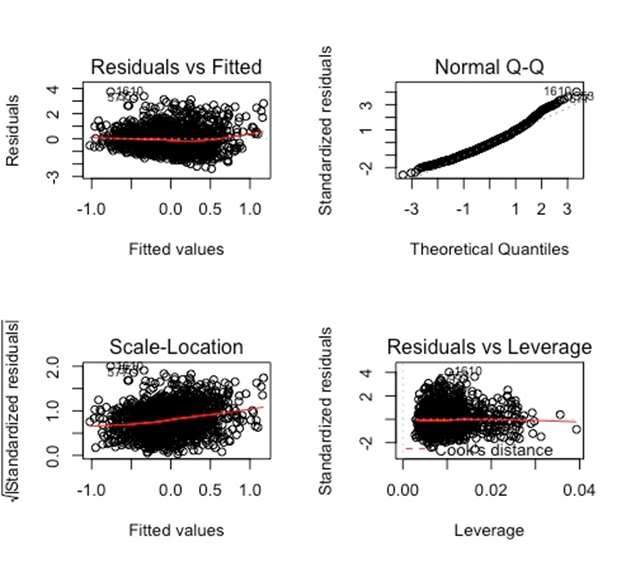 Residuals vs Fitted
Residuals
4
2
0
-3
1610
-1.0
0.0
0.5
1.0
Fitted values
Normal Q-Q
Standardized residuals
3
1
-2
1610
-3
-1
1
2
3
Theoretical Quantiles
Scale-Location
√|Standardized residuals|
2.0
1.0
0.0
1610
-1.0
0.0
0.5
1.0
Fitted values
Residuals vs Leverage
Standardized residuals
4
2
0
-2
1610
Cook's distance
0.00
0.02
0.04
Leverage